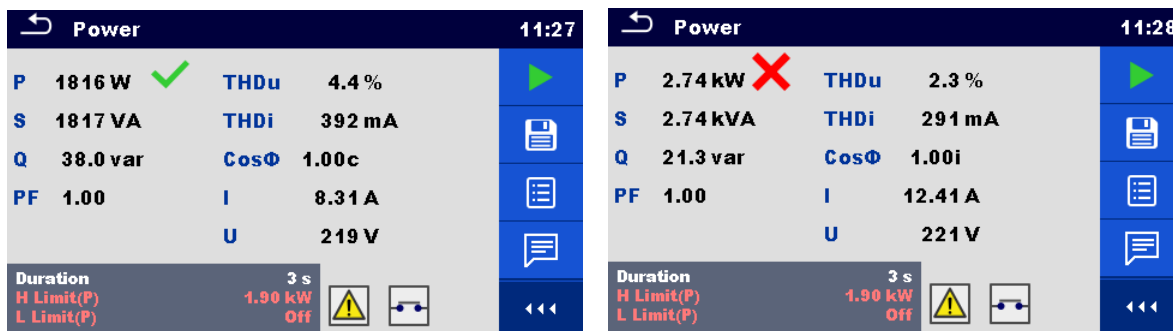 Power 11:27
P 1816 W THDu 4.4 %
S 1817 VA THDi 392 mA
Q 38.0 var CosΦ 1.00c
PF 1.00 I 8.31 A
U 219 V
Duration 3 s
H Limit(P) 1.90 kW
L Limit(P) Off
Power 11:28
P 2.74 kW THDu 2.3 %
S 2.74 kVA THDi 291 mA
Q 21.3 var CosΦ 1.00i
PF 1.00 I 12.41 A
U 221 V
Duration 3 s
H Limit(P) 1.90 kW
L Limit(P) Off